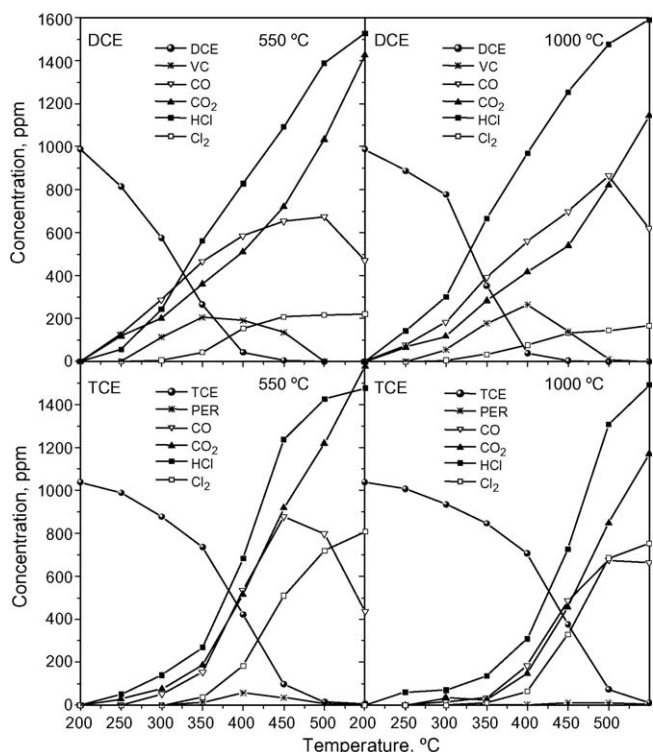 1600
1400
1200
1000
800
600
400
200
0
Concentration, ppm
DCE 550 ºC
DCE
VC
CO
CO2
HCl
Cl2
DCE 1000 ºC
DCE
VC
CO
CO2
HCl
Cl2
1400
1200
1000
800
600
400
200
0
Concentration, ppm
TCE 550 ºC
TCE
PER
CO
CO2
HCl
Cl2
TCE 1000 ºC
TCE
PER
CO
CO2
HCl
Cl2
200 250 300 350 400 450 500 200 250 300 350 400 450 500 550
Temperature, ºC